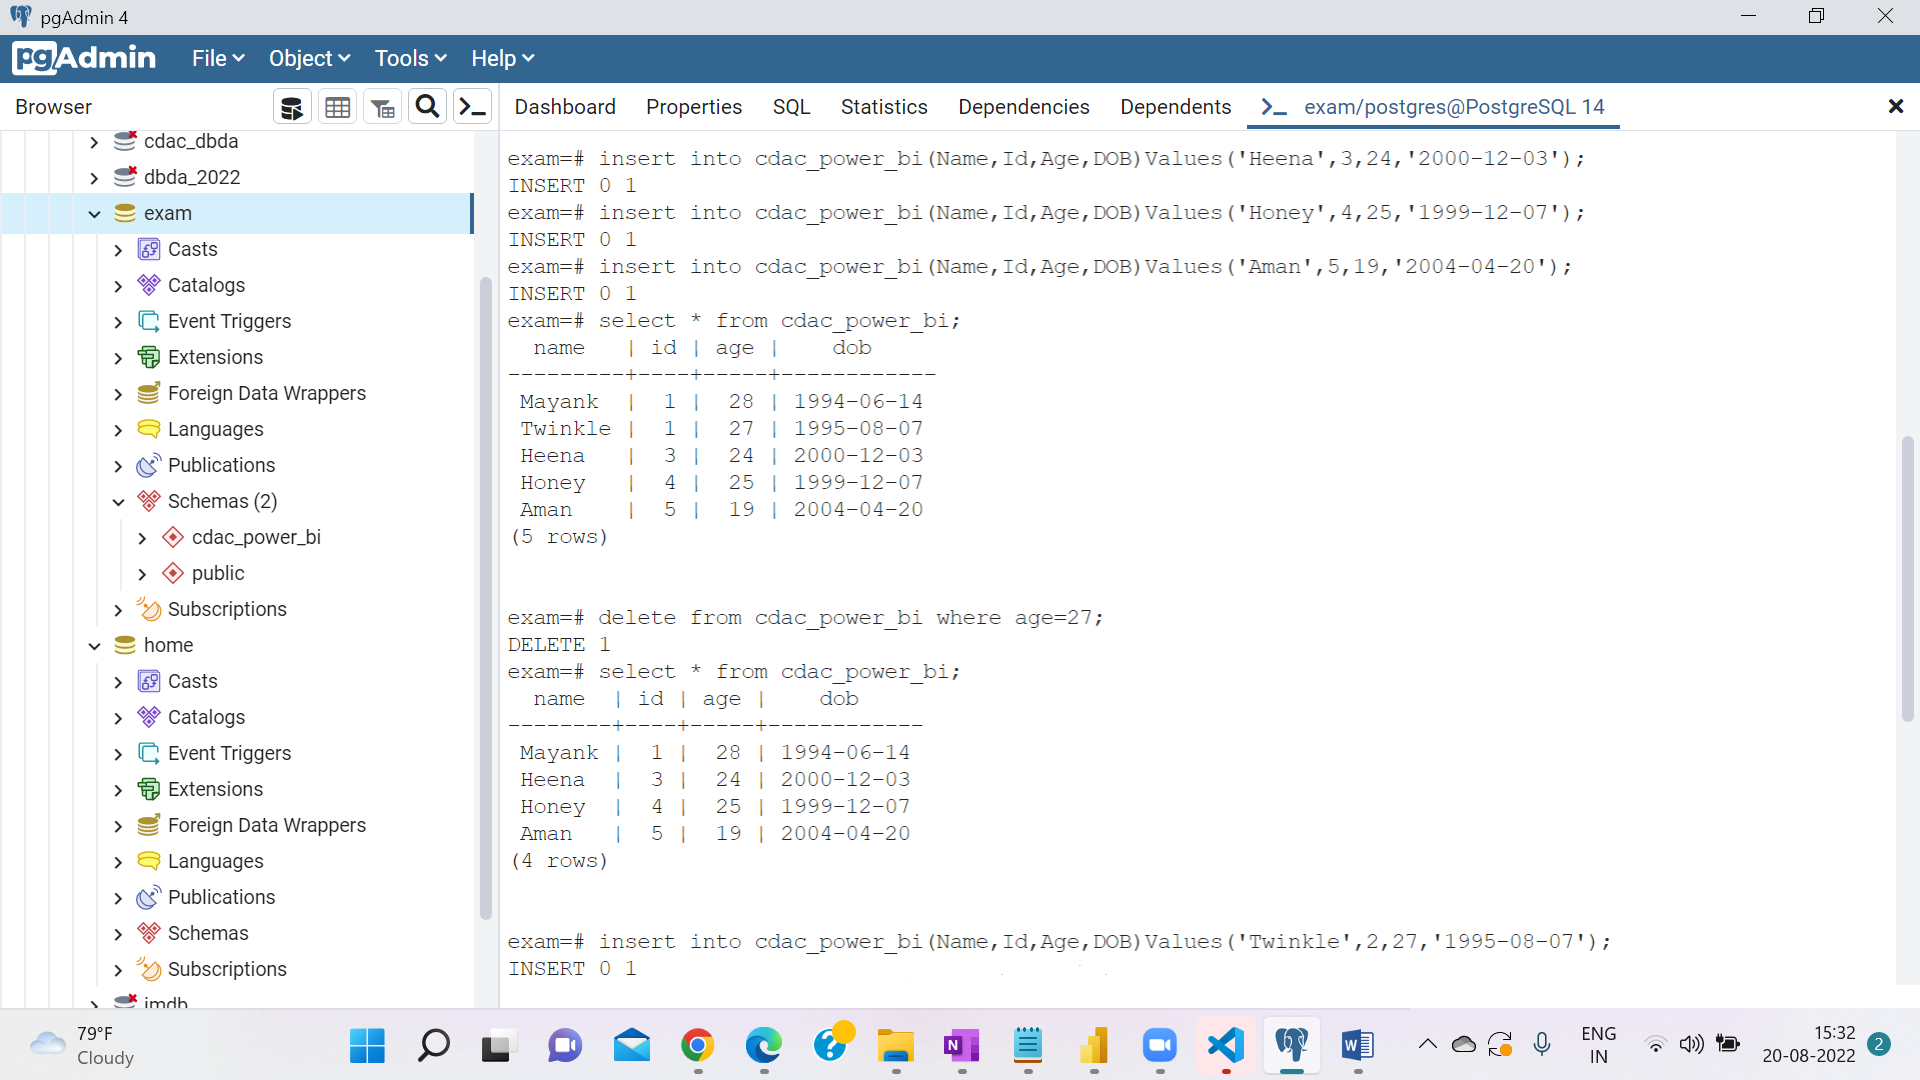 pgAdmin 4
pgAdmin File Object Tools Help
Browser
Dashboard Properties SQL Statistics Dependencies Dependents exam/postgres@PostgreSQL 14
cdac_dbda
dbda_2022
exam
Casts
Catalogs
Event Triggers
Extensions
Foreign Data Wrappers
Languages
Publications
Schemas (2)
cdac_power_bi
public
Subscriptions
home
Casts
Catalogs
Event Triggers
Extensions
Foreign Data Wrappers
Languages
Publications
Schemas
Subscriptions
imdb
exam=# insert into cdac_power_bi(Name,Id,Age,DOB)Values('Heena',3,24,'2000-12-03');
INSERT 0 1
exam=# insert into cdac_power_bi(Name,Id,Age,DOB)Values('Honey',4,25,'1999-12-07');
INSERT 0 1
exam=# insert into cdac_power_bi(Name,Id,Age,DOB)Values('Aman',5,19,'2004-04-20');
INSERT 0 1
exam=# select * from cdac_power_bi;
  name   | id | age |    dob
---------+----+-----+------------
 Mayank  |  1 |  28 | 1994-06-14
 Twinkle |  1 |  27 | 1995-08-07
 Heena   |  3 |  24 | 2000-12-03
 Honey   |  4 |  25 | 1999-12-07
 Aman    |  5 |  19 | 2004-04-20
(5 rows)
exam=# delete from cdac_power_bi where age=27;
DELETE 1
exam=# select * from cdac_power_bi;
  name  | id | age |    dob
--------+----+-----+------------
 Mayank |  1 |  28 | 1994-06-14
 Heena  |  3 |  24 | 2000-12-03
 Honey  |  4 |  25 | 1999-12-07
 Aman   |  5 |  19 | 2004-04-20
(4 rows)
exam=# insert into cdac_power_bi(Name,Id,Age,DOB)Values('Twinkle',2,27,'1995-08-07');
INSERT 0 1
79°F
Cloudy
N
W
ENG
IN
15:32
20-08-2022
2